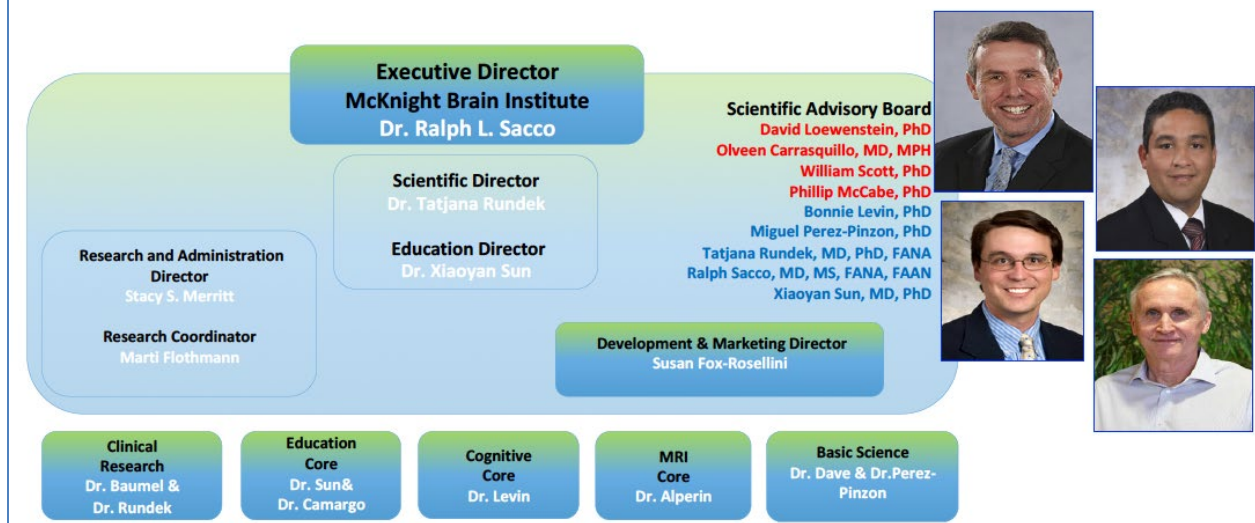 Executive Director
McKnight Brain Institute
Dr. Ralph L. Sacco
Scientific Director
Dr. Tatjana Rundek
Education Director
Dr. Xiaoyan Sun
Research and Administration
Director
Stacy S. Merritt
Research Coordinator
Marti Flothmann
Scientific Advisory Board
David Loewenstein, PhD
Olveen Carrasquillo, MD, MPH
William Scott, PhD
Phillip McCabe, PhD
Bonnie Levin, PhD
Miguel Perez-Pinzon, PhD
Tatjana Rundek, MD, PhD, FANA
Ralph Sacco, MD, MS, FANA, FAAN
Xiaoyan Sun, MD, PhD
Development & Marketing Director
Susan Fox-Rosellini
Clinical
Research
Dr. Baumel &
Dr. Rundek
Education
Core
Dr. Sun&
Dr. Camargo
Cognitive
Core
Dr. Levin
MRI
Core
Dr. Alperin
Basic Science
Dr. Dave & Dr.Perez-
Pinzon